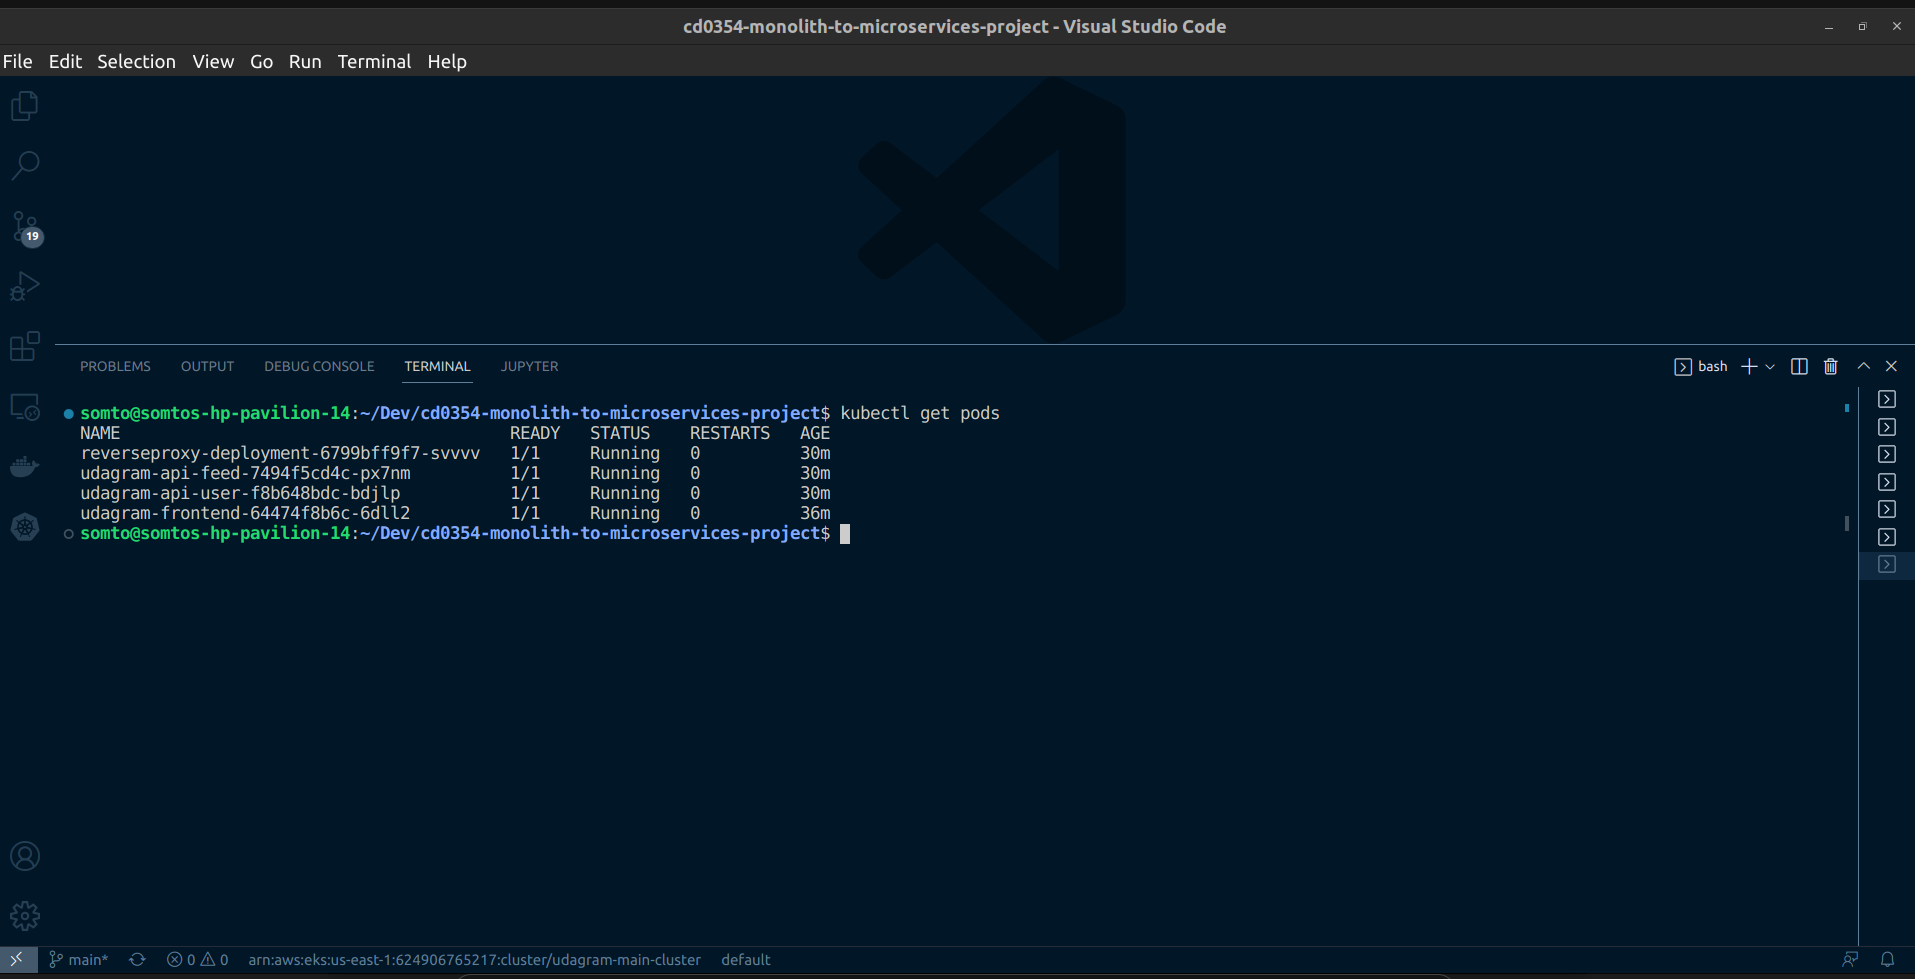 cd0354-monolith-to-microservices-project - Visual Studio Code
File Edit Selection View Go Run Terminal Help
19
PROBLEMS OUTPUT DEBUG CONSOLE TERMINAL JUPYTER bash
somto@somtos-hp-pavilion-14:~/Dev/cd0354-monolith-to-microservices-project$ kubectl get pods
NAME READY STATUS RESTARTS AGE
reverseproxy-deployment-6799bff9f7-svvvv 1/1 Running 0 30m
udagram-api-feed-7494f5cd4c-px7nm 1/1 Running 0 30m
udagram-api-user-f8b648bdc-bdjlp 1/1 Running 0 30m
udagram-frontend-64474f8b6c-6dll2 1/1 Running 0 36m
somto@somtos-hp-pavilion-14:~/Dev/cd0354-monolith-to-microservices-project$
main* 0 0 arn:aws:eks:us-east-1:624906765217:cluster/udagram-main-cluster default